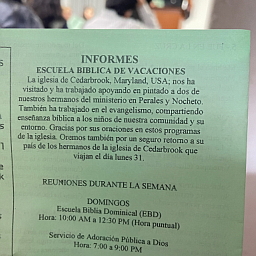 INFORMES
ESCUELA BIBLICA DE VACACIONES
La iglesia de Cedarbrook, Maryland, USA; nos ha
visitado y ha trabajado apoyando en pintado a dos de
nuestros hermanos del ministerio en Perales y Nocheto.
También ha trabajado en el evangelismo, compartiendo
enseñanza bíblica a los niños de nuestra comunidad y su
entorno. Gracias por sus oraciones en estos programas
de la iglesia. Oremos también por un seguro retorno a su
país de los hermanos de la iglesia de Cedarbrook que
viajan el día lunes 31.
REUNIONES DURANTE LA SEMANA
DOMINGOS
Escuela Biblia Dominical (EBD)
Hora: 10:00 AM a 12:30 PM (Hora puntual)
Servicio de Adoración Pública a Dios
Hora: 7:00 a 9:00 PM